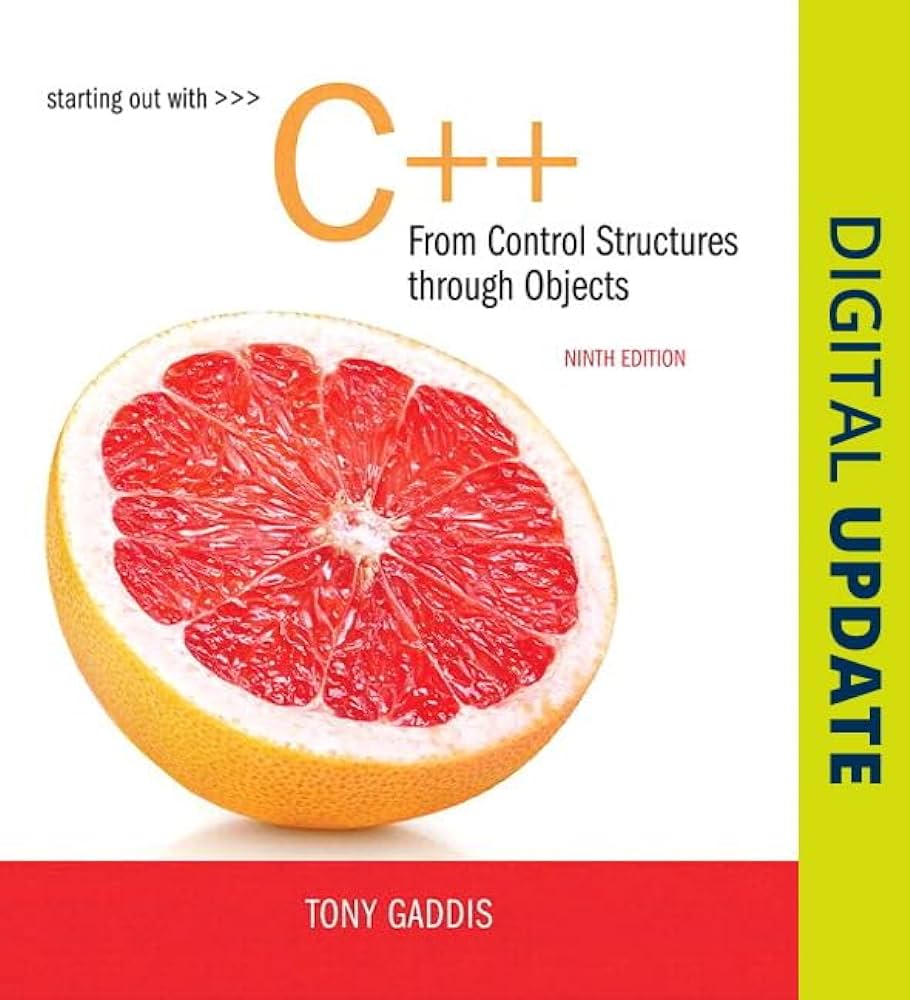 starting out with >>>
C++
From Control Structures
through Objects
NINTH EDITION
TONY GADDIS
DIGITAL UPDATE